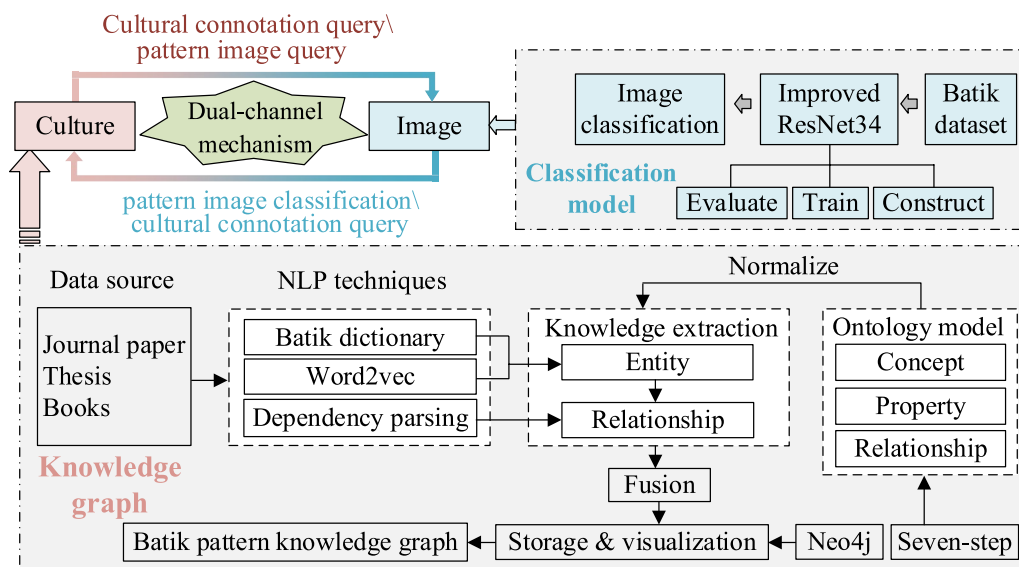 Cultural connotation query\
pattern image query
Culture
Dual-channel
mechanism
Image
pattern image classification\
cultural connotation query
Image
classification
Improved
ResNet34
Batik
dataset
Classification
model
Evaluate
Train
Construct
Data source
NLP techniques
Normalize
Journal paper
Thesis
Books
Batik dictionary
Word2vec
Dependency parsing
Knowledge extraction
Entity
Relationship
Ontology model
Concept
Property
Relationship
Knowledge
graph
Fusion
Batik pattern knowledge graph
Storage & visualization
Neo4j
Seven-step